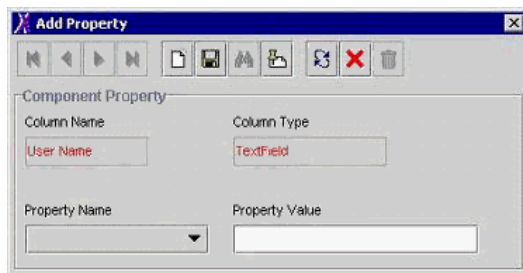 Add Property
Component Property
Column Name Column Type
User Name TextField
Property Name Property Value